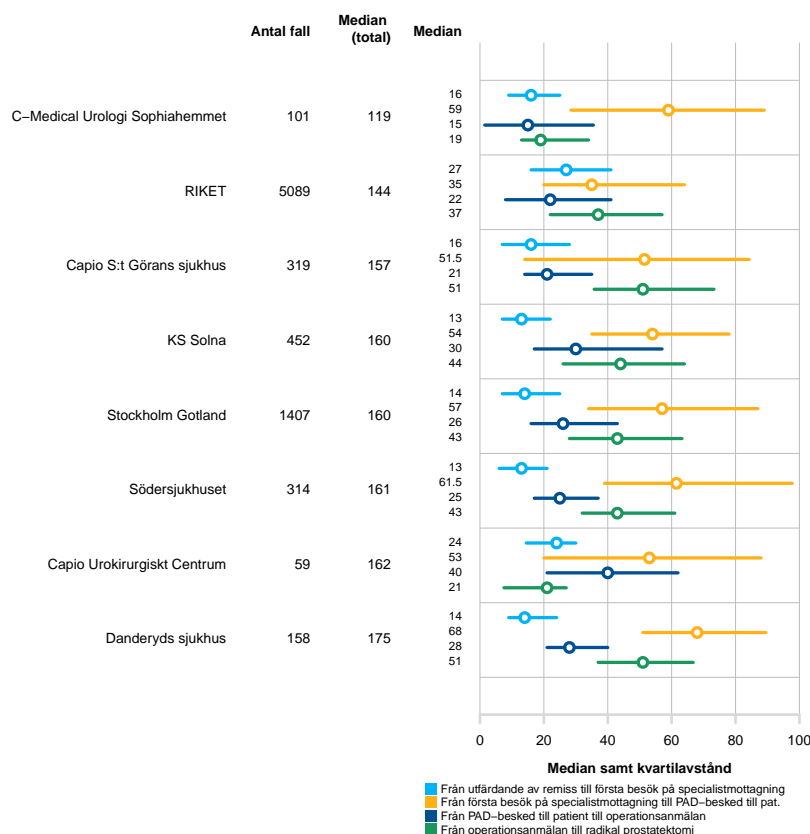 Antal fall Median (total) Median
C–Medical Urologi Sophiahemmet 101 119
16
59
15
19
RIKET 5089 144
27
35
22
37
Capio S:t Görans sjukhus 319 157
16
51.5
21
51
KS Solna 452 160
13
54
30
44
Stockholm Gotland 1407 160
14
57
26
43
Södersjukhuset 314 161
13
61.5
25
43
Capio Urokirurgiskt Centrum 59 162
24
53
40
21
Danderyds sjukhus 158 175
14
68
28
51
0 20 40 60 80 100
Median samt kvartilavstånd
Från utfärdande av remiss till första besök på specialistmottagning
Från första besök på specialistmottagning till PAD–besked till pat.
Från PAD–besked till patient till operationsanmälan
Från operationsanmälan till radikal prostatektomi